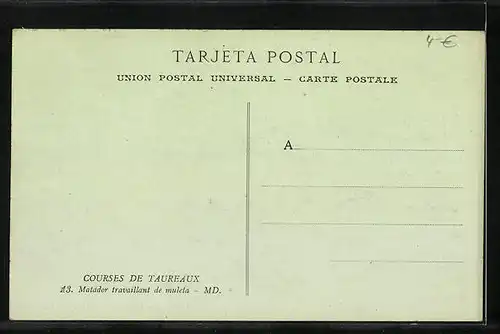 4 €
TARJETA POSTAL
UNION POSTAL UNIVERSAL — CARTE POSTALE
A
COURSES DE TAUREAUX
23. Matador travaillant de muleta — MD.